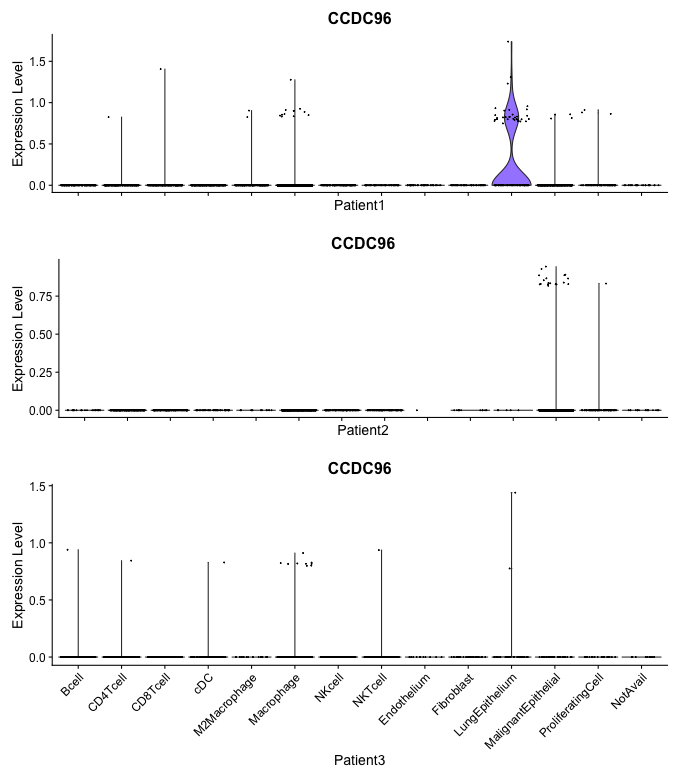 CCDC96
Expression Level
1.5
1.0
0.5
0.0
Patient1
CCDC96
Expression Level
0.75
0.50
0.25
0.00
Patient2
CCDC96
Expression Level
1.5
1.0
0.5
0.0
Bcell
CD4Tcell
CD8Tcell
cDC
M2Macrophage
Macrophage
NKcell
NKTcell
Endothelium
Fibroblast
LungEpithelium
MalignantEpithelial
ProliferatingCell
NotAvail
Patient3